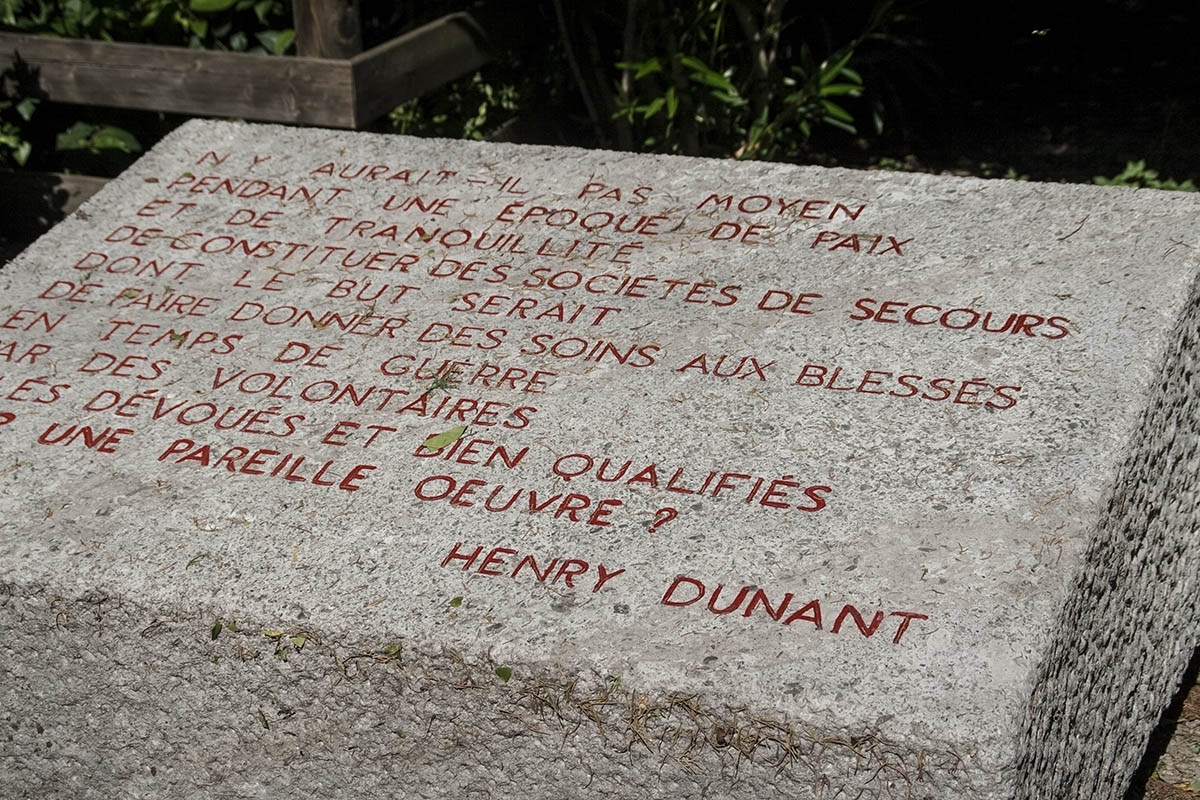 N Y AURAIT-IL PAS MOYEN
PENDANT UNE ÉPOQUE DE PAIX
ET DE TRANQUILLITÉ
DE CONSTITUER DES SOCIÉTÉS DE SECOURS
DONT LE BUT SERAIT
DE FAIRE DONNER DES SOINS AUX BLESSÉS
EN TEMPS DE GUERRE
AR DES VOLONTAIRES
LÉS DÉVOUÉS ET BIEN QUALIFIÉS
UNE PAREILLE OEUVRE ?
HENRY DUNANT